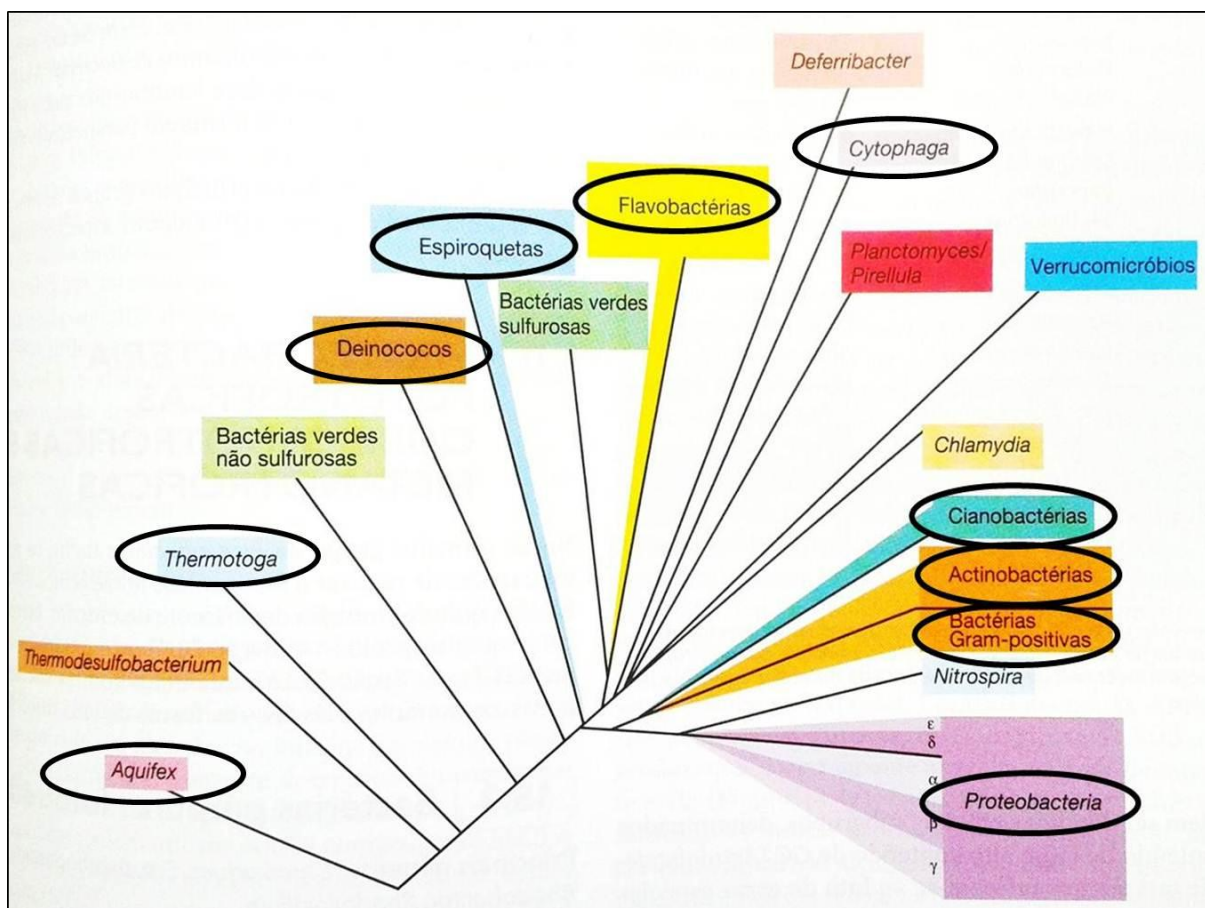 Deferribacter
Cytophaga
Flavobactérias
Espiroquetas
Planctomyces/
Pirellula
Verrucomicróbios
Bactérias verdes
sulfurosas
Deinococos
Bactérias verdes
não sulfurosas
Chlamydia
Cianobactérias
Thermotoga
Actinobactérias
Bactérias
Gram-positivas
Thermodesulfobacterium
Nitrospira
ε
δ
α
Aquifex
Proteobacteria
β
γ